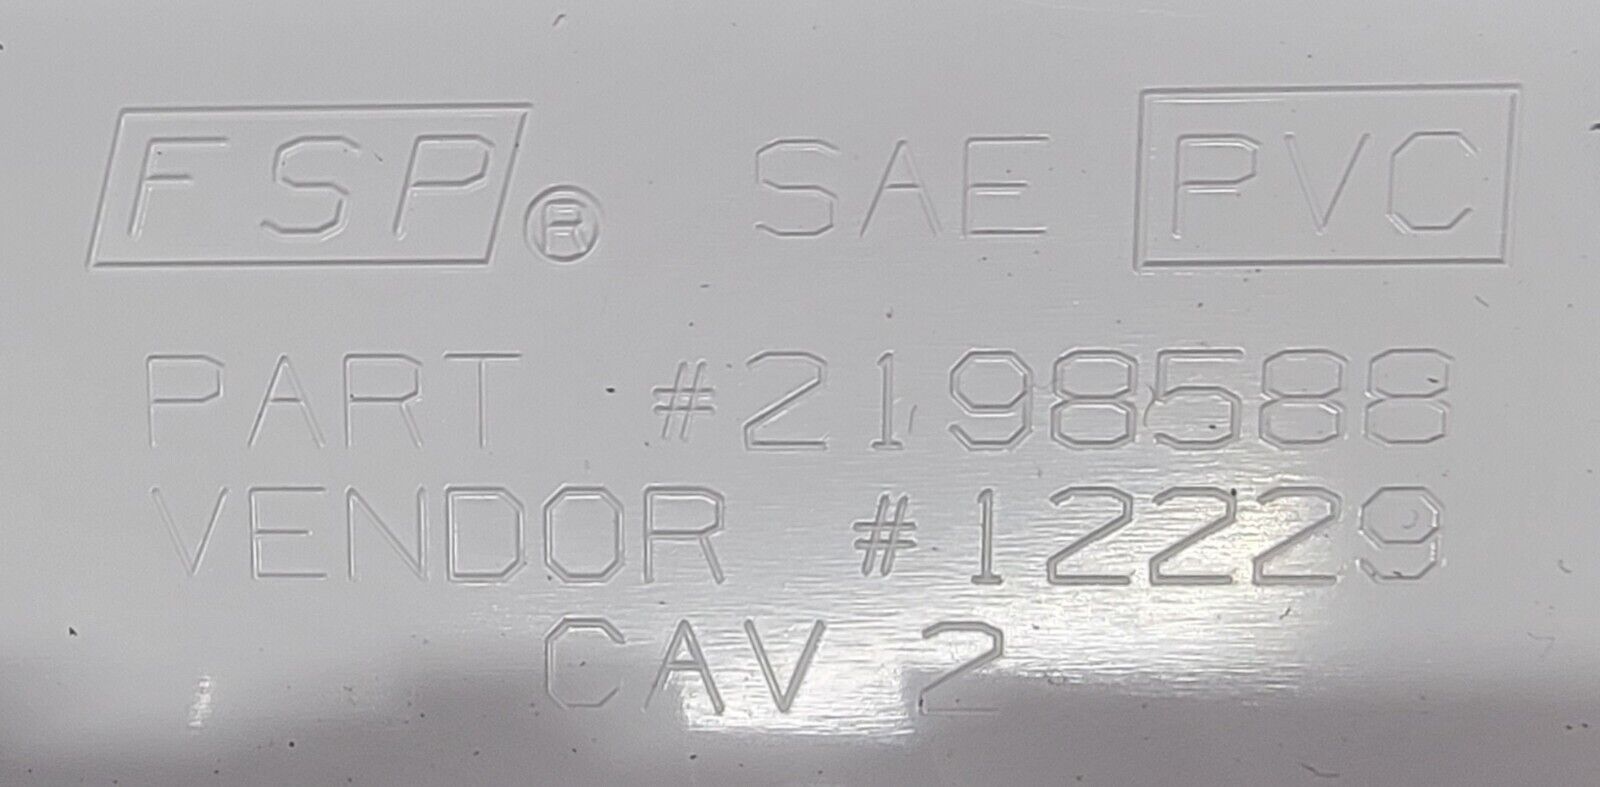 FSP® SAE PVC
PART #2198588
VENDOR #12229
CAV 2